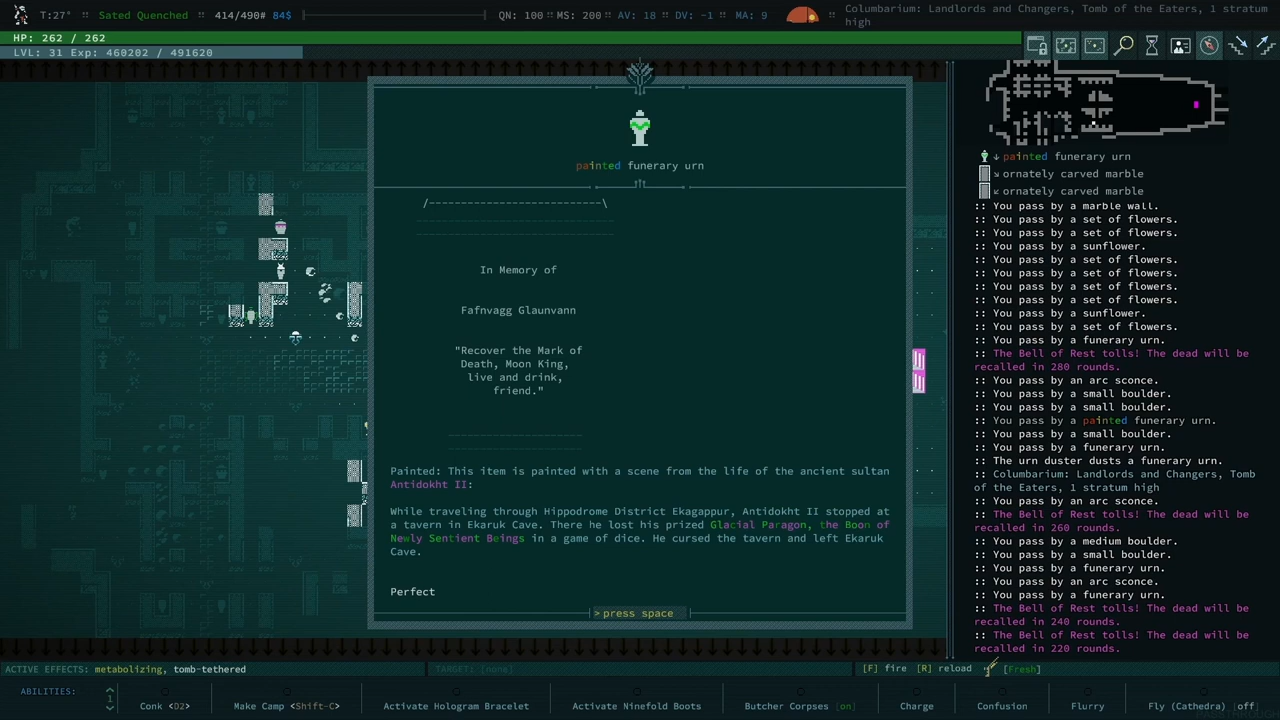 T:27° Sated Quenched 414/490# 84$ QN: 100 MS: 200 AV: 18 DV: -1 MA: 9 Columbarium: Landlords and Changers, Tomb of the Eaters, 1 stratum
high
HP: 262 / 262
LVL: 31 Exp: 460202 / 491620
painted funerary urn
/---------------------------\
In Memory of
Fafnvagg Glaunvann
"Recover the Mark of
Death, Moon King,
live and drink,
friend."
Painted: This item is painted with a scene from the life of the ancient sultan
Antidokht II:
While traveling through Hippodrome District Ekagappur, Antidokht II stopped at
a tavern in Ekaruk Cave. There he lost his prized Glacial Paragon, the Boon of
Newly Sentient Beings in a game of dice. He cursed the tavern and left Ekaruk
Cave.
Perfect
> press space
painted funerary urn
ornately carved marble
ornately carved marble
:: You pass by a marble wall.
:: You pass by a set of flowers.
:: You pass by a set of flowers.
:: You pass by a sunflower.
:: You pass by a set of flowers.
:: You pass by a set of flowers.
:: You pass by a set of flowers.
:: You pass by a set of flowers.
:: You pass by a sunflower.
:: You pass by a set of flowers.
:: You pass by a funerary urn.
:: The Bell of Rest tolls! The dead will be
recalled in 280 rounds.
:: You pass by an arc sconce.
:: You pass by a small boulder.
:: You pass by a small boulder.
:: You pass by a painted funerary urn.
:: You pass by a small boulder.
:: You pass by a funerary urn.
:: The urn duster dusts a funerary urn.
:: Columbarium: Landlords and Changers, Tomb
of the Eaters, 1 stratum high
:: You pass by an arc sconce.
:: The Bell of Rest tolls! The dead will be
recalled in 260 rounds.
:: You pass by a medium boulder.
:: You pass by a small boulder.
:: You pass by a funerary urn.
:: You pass by an arc sconce.
:: You pass by a funerary urn.
:: The Bell of Rest tolls! The dead will be
recalled in 240 rounds.
:: The Bell of Rest tolls! The dead will be
recalled in 220 rounds.
ACTIVE EFFECTS: metabolizing, tomb-tethered TARGET: [none] [F] fire [R] reload [Fresh]
ABILITIES: 1 Conk <D2> Make Camp <Shift-C> Activate Hologram Bracelet Activate Ninefold Boots Butcher Corpses [on] Charge Confusion Flurry Fly (Cathedra) [off